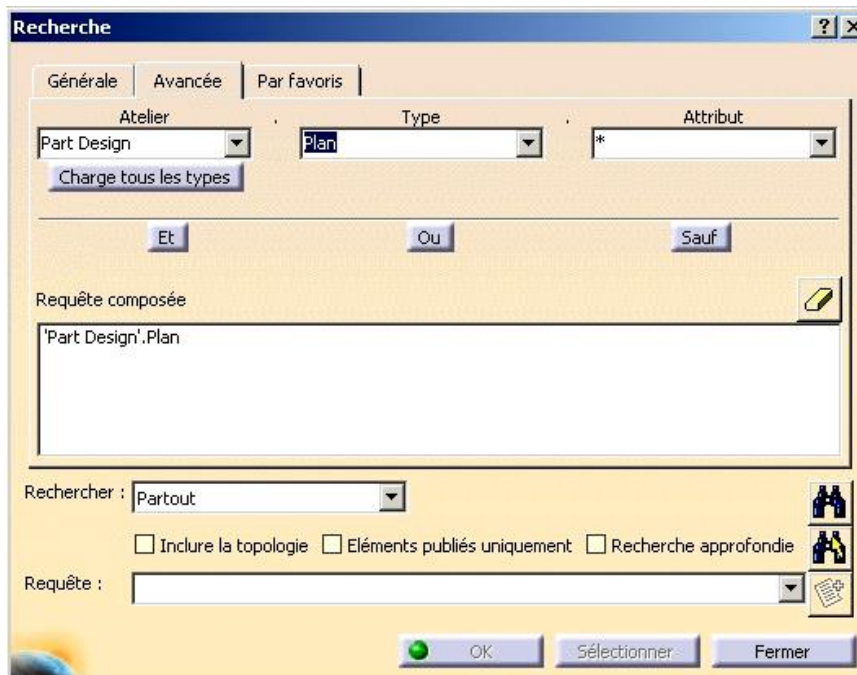 Recherche
Générale Avancée Par favoris
Atelier . Type . Attribut
Part Design Plan *
Charge tous les types
Et Ou Sauf
Requête composée
'Part Design'.Plan
Rechercher : Partout
Inclure la topologie Eléments publiés uniquement Recherche approfondie
Requête :
OK Sélectionner Fermer